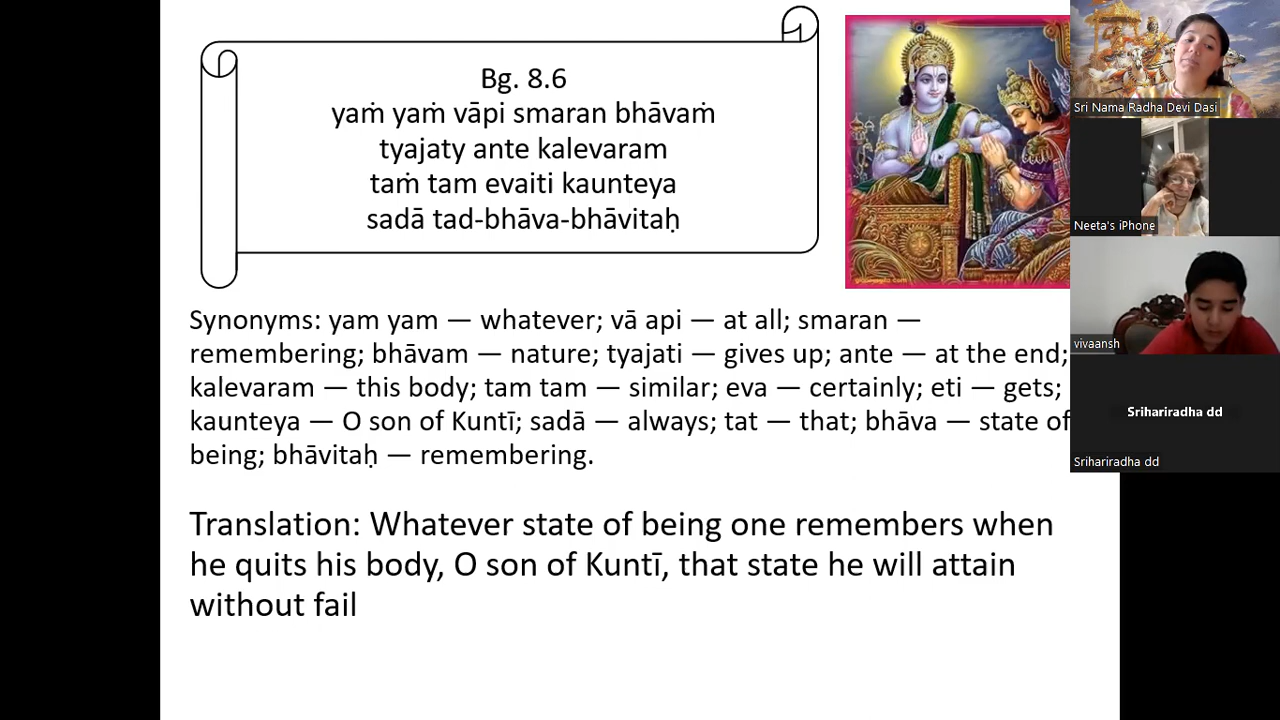 Bg. 8.6
yaṁ yaṁ vāpi smaran bhāvaṁ
tyajaty ante kalevaram
taṁ tam evaiti kaunteya
sadā tad-bhāva-bhāvitaḥ
Synonyms: yam yam — whatever; vā api — at all; smaran —
remembering; bhāvam — nature; tyajati — gives up; ante — at the end;
kalevaram — this body; tam tam — similar; eva — certainly; eti — gets;
kaunteya — O son of Kuntī; sadā — always; tat — that; bhāva — state of
being; bhāvitaḥ — remembering.
Translation: Whatever state of being one remembers when
he quits his body, O son of Kuntī, that state he will attain
without fail
Sri Nama Radha Devi Dasi
Neeta's iPhone
vivaansh
Srihariradha dd
Srihariradha dd